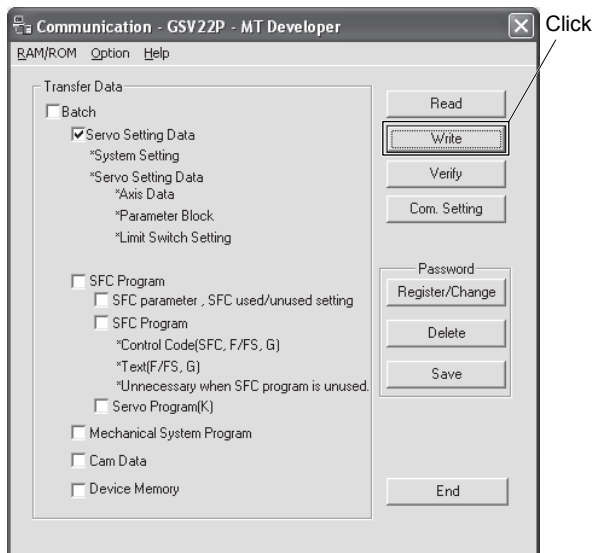 Communication - GSV22P - MT Developer
Click
RAM/ROM Option Help
Transfer Data
Batch
Servo Setting Data
*System Setting
*Servo Setting Data
*Axis Data
*Parameter Block
*Limit Switch Setting
SFC Program
SFC parameter , SFC used/unused setting
SFC Program
*Control Code(SFC, F/FS, G)
*Text(F/FS, G)
*Unnecessary when SFC program is unused.
Servo Program(K)
Mechanical System Program
Cam Data
Device Memory
Read
Write
Verify
Com. Setting
Password
Register/Change
Delete
Save
End